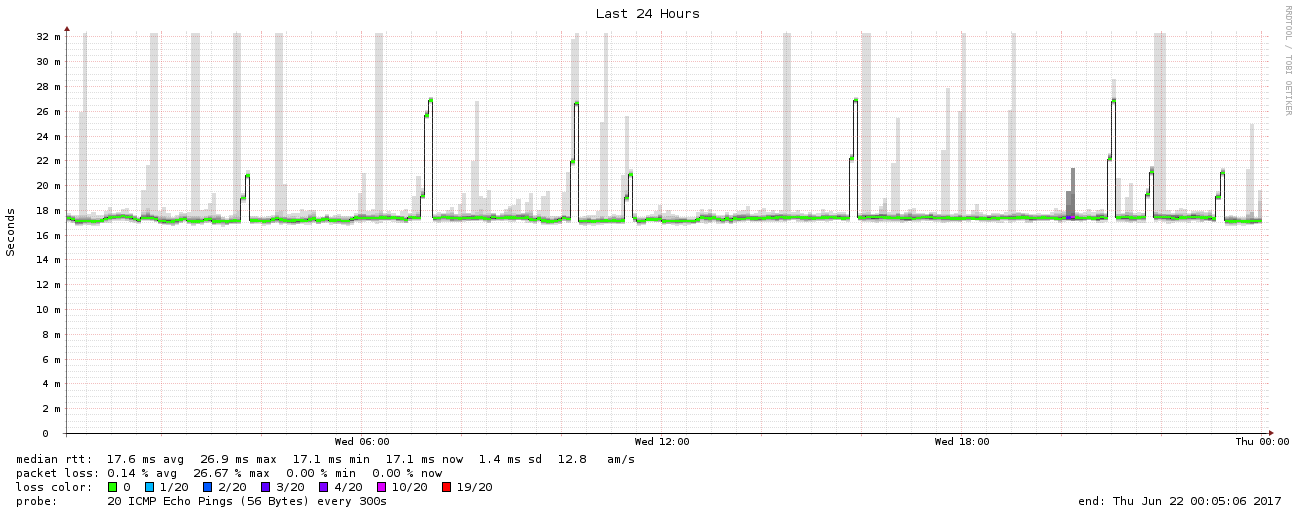 Last 24 Hours
RRDTOOL / TOBI OETIKER
Seconds
32 m
30 m
28 m
26 m
24 m
22 m
20 m
18 m
16 m
14 m
12 m
10 m
8 m
6 m
4 m
2 m
0
Wed 06:00 Wed 12:00 Wed 18:00 Thu 00:00
median rtt: 17.6 ms avg 26.9 ms max 17.1 ms min 17.1 ms now 1.4 ms sd 12.8 am/s
packet loss: 0.14 % avg 26.67 % max 0.00 % min 0.00 % now
loss color: 0 1/20 2/20 3/20 4/20 10/20 19/20
probe: 20 ICMP Echo Pings (56 Bytes) every 300s end: Thu Jun 22 00:05:06 2017